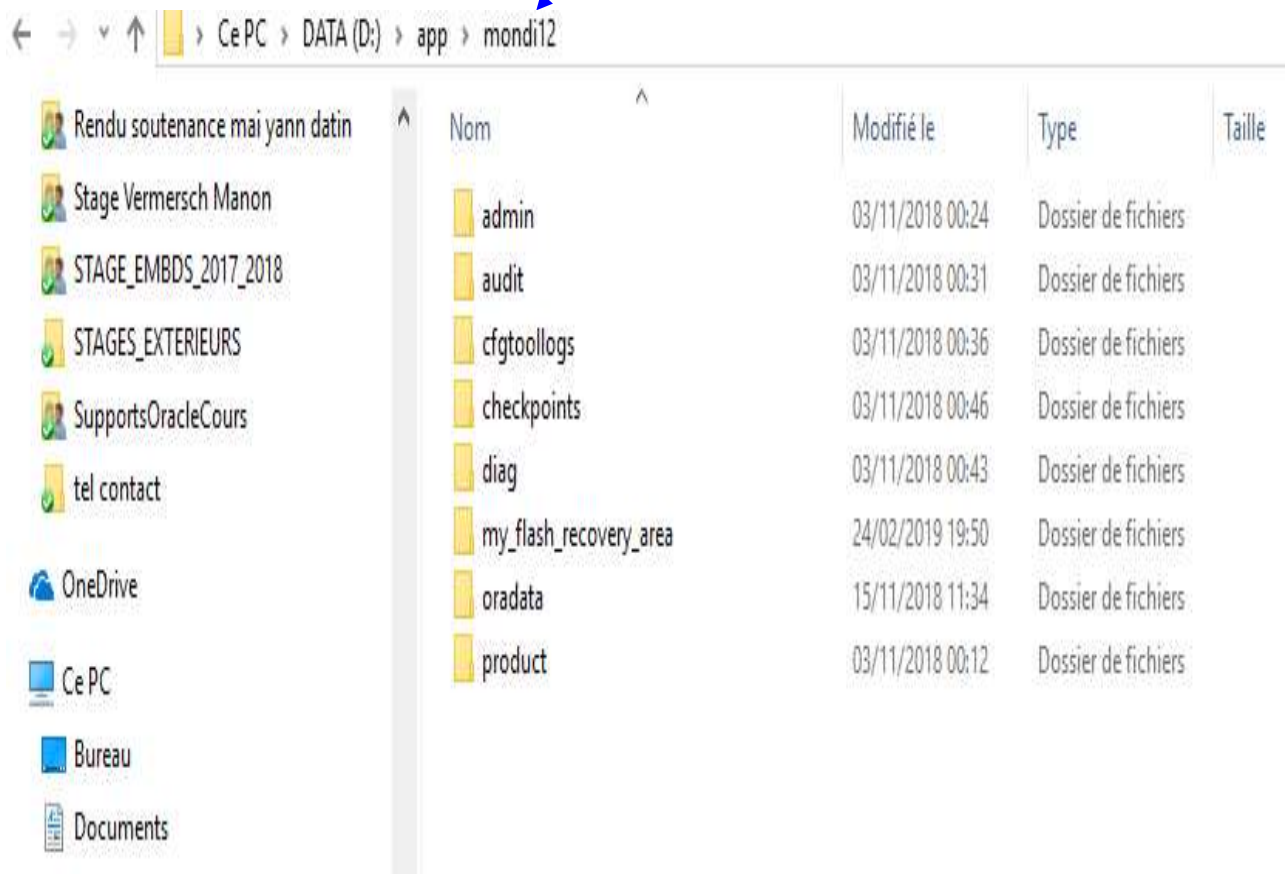 Ce PC > DATA (D:) > app > mondi12
Rendu soutenance mai yann datin
Stage Vermersch Manon
STAGE_EMBDS_2017_2018
STAGES_EXTERIEURS
SupportsOracleCours
tel contact
OneDrive
Ce PC
Bureau
Documents
Nom Modifié le Type Taille
admin 03/11/2018 00:24 Dossier de fichiers
audit 03/11/2018 00:31 Dossier de fichiers
cfgtoollogs 03/11/2018 00:36 Dossier de fichiers
checkpoints 03/11/2018 00:46 Dossier de fichiers
diag 03/11/2018 00:43 Dossier de fichiers
my_flash_recovery_area 24/02/2019 19:50 Dossier de fichiers
oradata 15/11/2018 11:34 Dossier de fichiers
product 03/11/2018 00:12 Dossier de fichiers